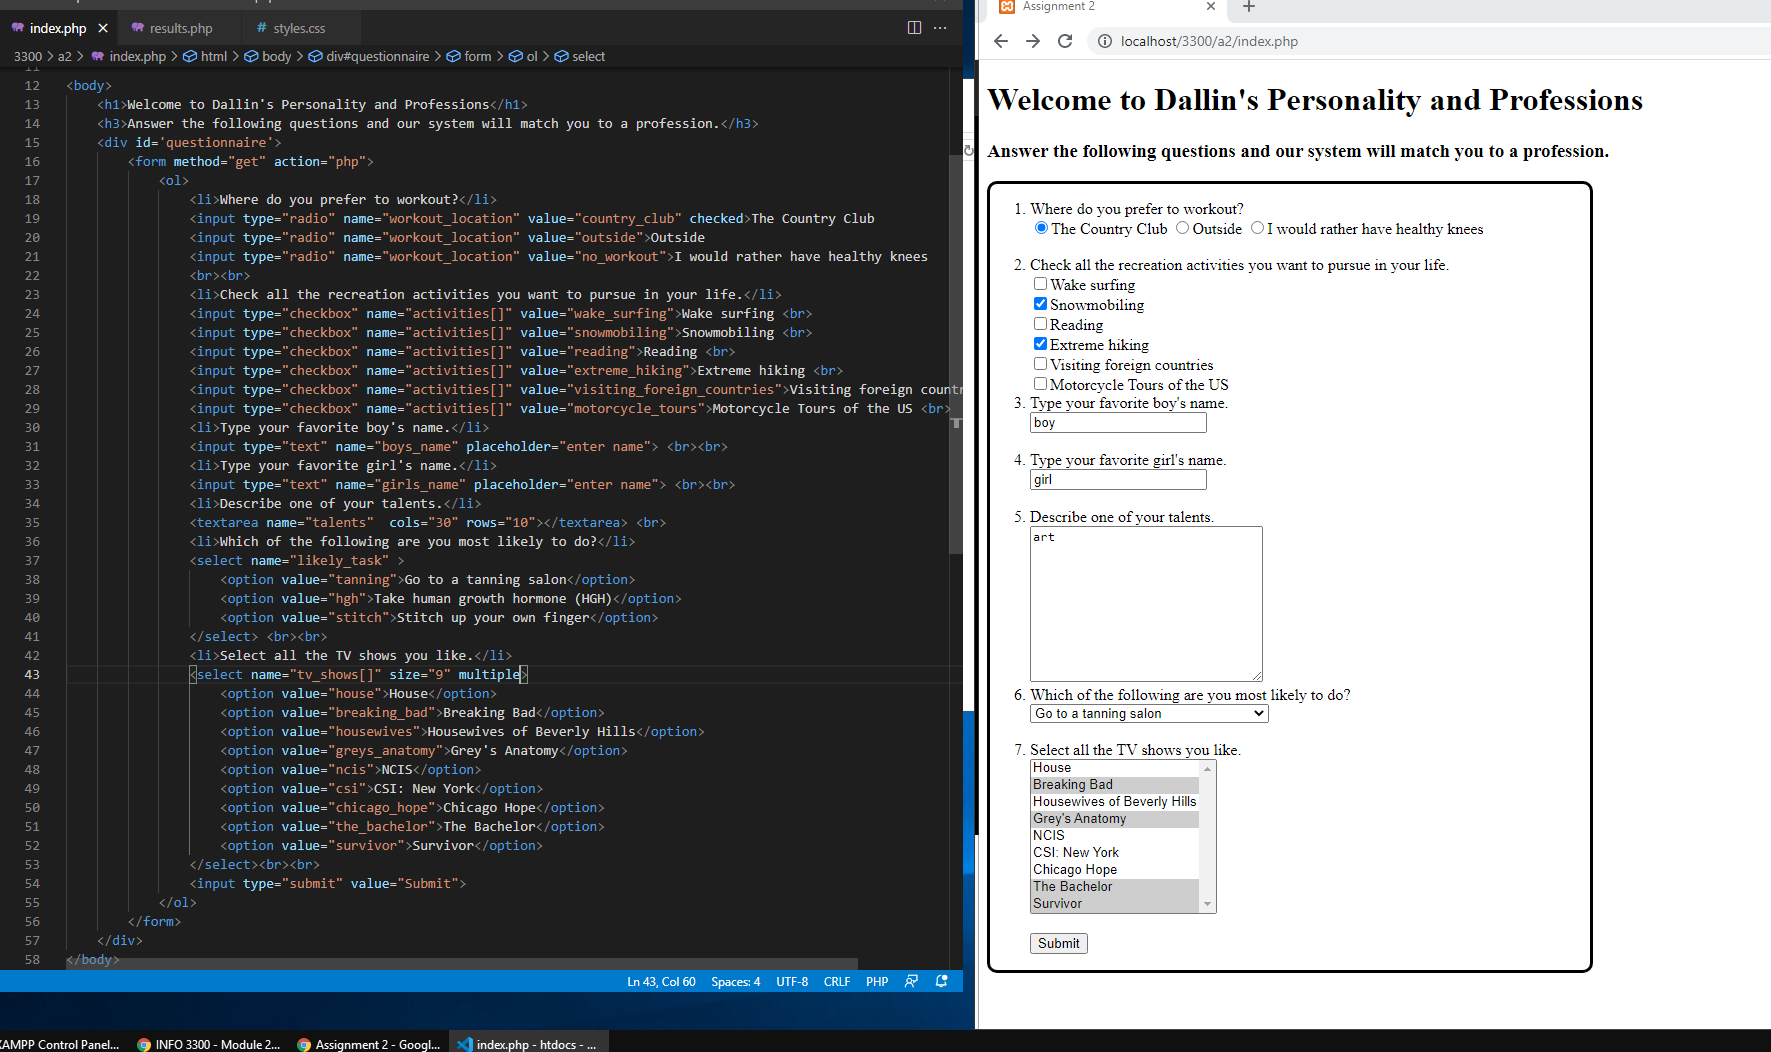 index.php
results.php
# styles.css
3300 > a2 > index.php > html > body > div#questionnaire > form > ol > select
11
12 <body>
13 <h1>Welcome to Dallin's Personality and Professions</h1>
14 <h3>Answer the following questions and our system will match you to a profession.</h3>
15 <div id='questionnaire'>
16 <form method="get" action="php">
17 <ol>
18 <li>Where do you prefer to workout?</li>
19 <input type="radio" name="workout_location" value="country_club" checked>The Country Club
20 <input type="radio" name="workout_location" value="outside">Outside
21 <input type="radio" name="workout_location" value="no_workout">I would rather have healthy knees
22 <br><br>
23 <li>Check all the recreation activities you want to pursue in your life.</li>
24 <input type="checkbox" name="activities[]" value="wake_surfing">Wake surfing <br>
25 <input type="checkbox" name="activities[]" value="snowmobiling">Snowmobiling <br>
26 <input type="checkbox" name="activities[]" value="reading">Reading <br>
27 <input type="checkbox" name="activities[]" value="extreme_hiking">Extreme hiking <br>
28 <input type="checkbox" name="activities[]" value="visiting_foreign_countries">Visiting foreign countr
29 <input type="checkbox" name="activities[]" value="motorcycle_tours">Motorcycle Tours of the US <br>
30 <li>Type your favorite boy's name.</li>
31 <input type="text" name="boys_name" placeholder="enter name"> <br><br>
32 <li>Type your favorite girl's name.</li>
33 <input type="text" name="girls_name" placeholder="enter name"> <br><br>
34 <li>Describe one of your talents.</li>
35 <textarea name="talents"  cols="30" rows="10"></textarea> <br>
36 <li>Which of the following are you most likely to do?</li>
37 <select name="likely_task" >
38 <option value="tanning">Go to a tanning salon</option>
39 <option value="hgh">Take human growth hormone (HGH)</option>
40 <option value="stitch">Stitch up your own finger</option>
41 </select> <br><br>
42 <li>Select all the TV shows you like.</li>
43 <select name="tv_shows[]" size="9" multiple>
44 <option value="house">House</option>
45 <option value="breaking_bad">Breaking Bad</option>
46 <option value="housewives">Housewives of Beverly Hills</option>
47 <option value="greys_anatomy">Grey's Anatomy</option>
48 <option value="ncis">NCIS</option>
49 <option value="csi">CSI: New York</option>
50 <option value="chicago_hope">Chicago Hope</option>
51 <option value="the_bachelor">The Bachelor</option>
52 <option value="survivor">Survivor</option>
53 </select><br><br>
54 <input type="submit" value="Submit">
55 </ol>
56 </form>
57 </div>
58 </body>
Ln 43, Col 60 Spaces: 4 UTF-8 CRLF PHP
Assignment 2
localhost/3300/a2/index.php
Welcome to Dallin's Personality and Professions
Answer the following questions and our system will match you to a profession.
1. Where do you prefer to workout?
The Country Club Outside I would rather have healthy knees
2. Check all the recreation activities you want to pursue in your life.
Wake surfing
Snowmobiling
Reading
Extreme hiking
Visiting foreign countries
Motorcycle Tours of the US
3. Type your favorite boy's name.
boy
4. Type your favorite girl's name.
girl
5. Describe one of your talents.
art
6. Which of the following are you most likely to do?
Go to a tanning salon
7. Select all the TV shows you like.
House
Breaking Bad
Housewives of Beverly Hills
Grey's Anatomy
NCIS
CSI: New York
Chicago Hope
The Bachelor
Survivor
Submit
XAMPP Control Panel...
INFO 3300 - Module 2...
Assignment 2 - Googl...
index.php - htdocs - ...